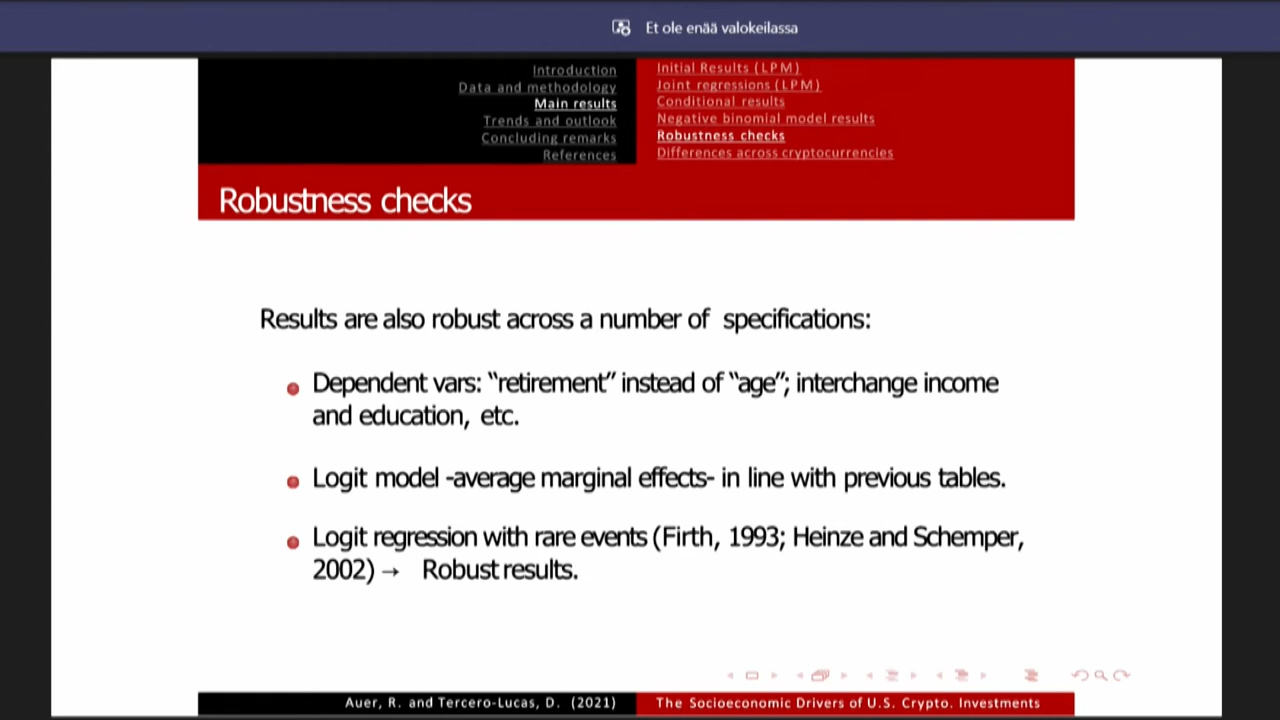 Et ole enää valokeilassa
Introduction
Data and methodology
Main results
Trends and outlook
Concluding remarks
References
Initial Results (LPM)
Joint regressions (LPM)
Conditional results
Negative binomial model results
Robustness checks
Differences across cryptocurrencies
Robustness checks
Results are also robust across a number of specifications:
Dependent vars: “retirement” instead of “age”; interchange income
and education, etc.
Logit model -average marginal effects- in line with previous tables.
Logit regression with rare events (Firth, 1993; Heinze and Schemper,
2002) → Robust results.
Auer, R. and Tercero-Lucas, D. (2021)
The Socioeconomic Drivers of U.S. Crypto. Investments